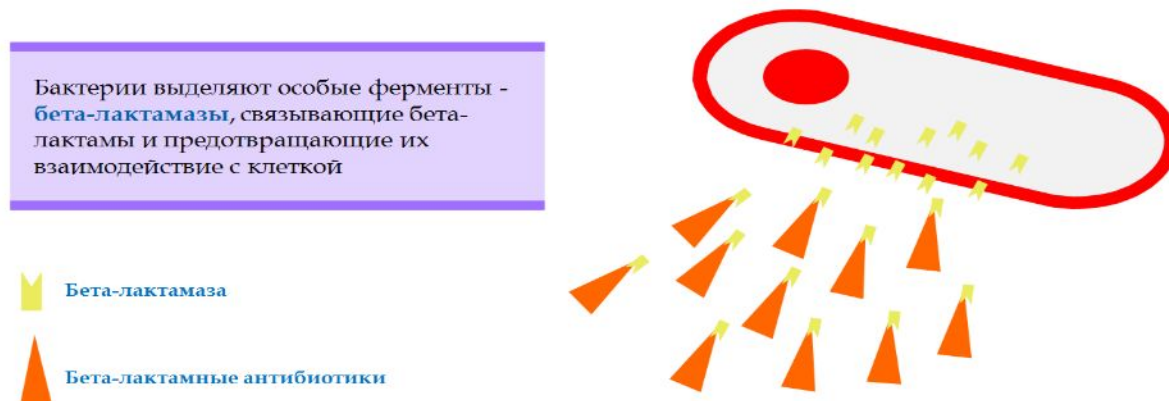 Бактерии выделяют особые ферменты -
бета-лактамазы, связывающие бета-
лактамы и предотвращающие их
взаимодействие с клеткой
Бета-лактамаза
Бета-лактамные антибиотики